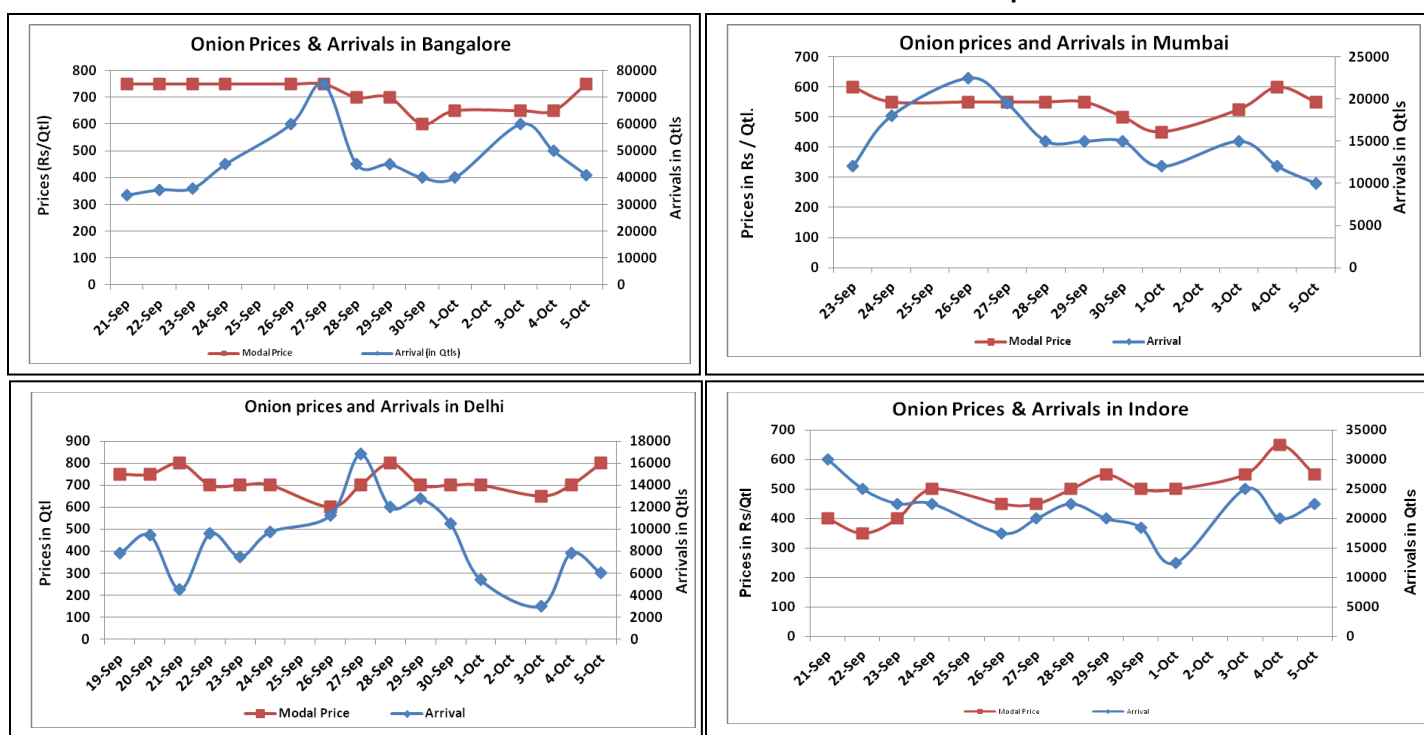 Onion Prices & Arrivals in Bangalore
Prices (Rs/Qtl)
800
700
600
500
400
300
200
100
0
80000
70000
60000
50000
40000
30000
20000
10000
0
Arrivals in Qtls
21-Sep
22-Sep
23-Sep
24-Sep
25-Sep
26-Sep
27-Sep
28-Sep
29-Sep
30-Sep
1-Oct
2-Oct
3-Oct
4-Oct
5-Oct
Modal Price Arrival (in Qtls)
Onion prices and Arrivals in Mumbai
Prices in Rs / Qtl.
700
600
500
400
300
200
100
0
25000
20000
15000
10000
5000
0
Arrivals in Qtls
23-Sep
24-Sep
25-Sep
26-Sep
27-Sep
28-Sep
29-Sep
30-Sep
1-Oct
2-Oct
3-Oct
4-Oct
5-Oct
Modal Price Arrival
Onion prices and Arrivals in Delhi
Prices in Qtl
900
800
700
600
500
400
300
200
100
0
18000
16000
14000
12000
10000
8000
6000
4000
2000
0
Arrivals in Qtls
19-Sep
20-Sep
21-Sep
22-Sep
23-Sep
24-Sep
25-Sep
26-Sep
27-Sep
28-Sep
29-Sep
30-Sep
1-Oct
2-Oct
3-Oct
4-Oct
5-Oct
Modal Price Arrival
Onion Prices & Arrivals in Indore
Prices in Rs/Qtl
700
600
500
400
300
200
100
0
35000
30000
25000
20000
15000
10000
5000
0
Arrivals in Qtls
21-Sep
22-Sep
23-Sep
24-Sep
25-Sep
26-Sep
27-Sep
28-Sep
29-Sep
30-Sep
1-Oct
2-Oct
3-Oct
4-Oct
5-Oct
Modal Price Arrival